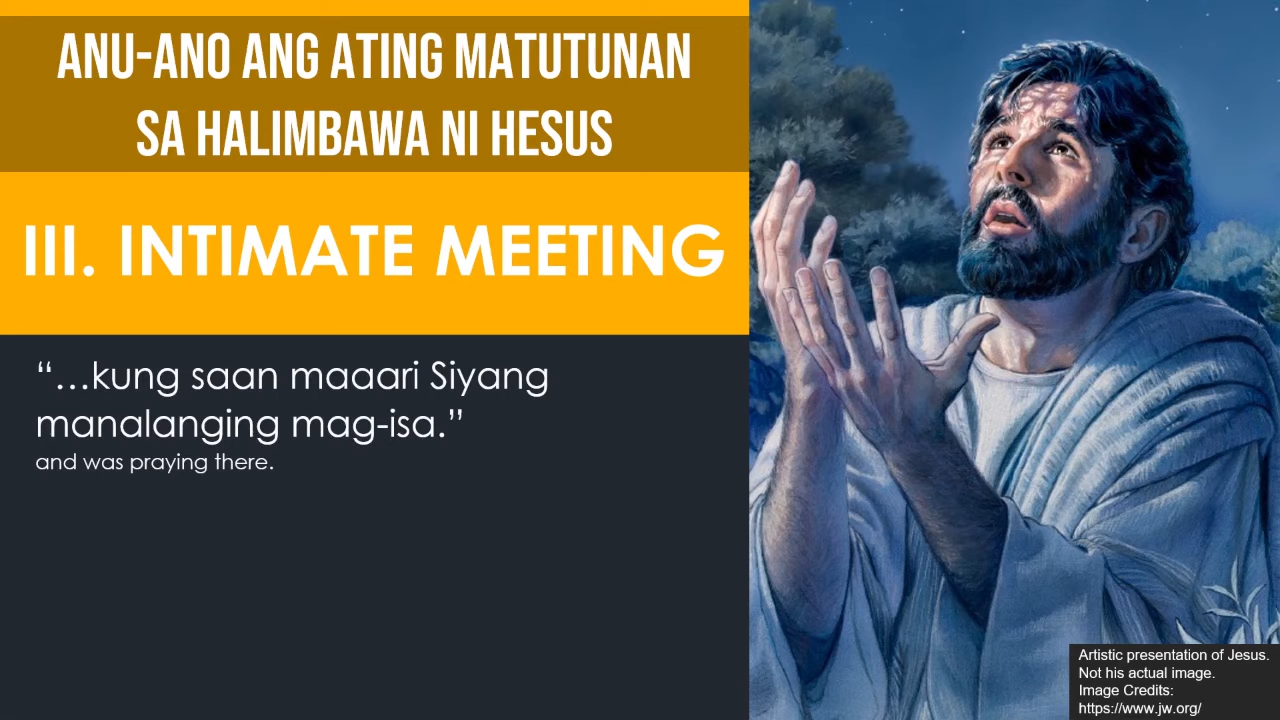 ANU-ANO ANG ATING MATUTUNAN
SA HALIMBAWA NI HESUS
III. INTIMATE MEETING
“…kung saan maaari Siyang
manalanging mag-isa.”
and was praying there.
Artistic presentation of Jesus.
Not his actual image.
Image Credits:
https://www.jw.org/